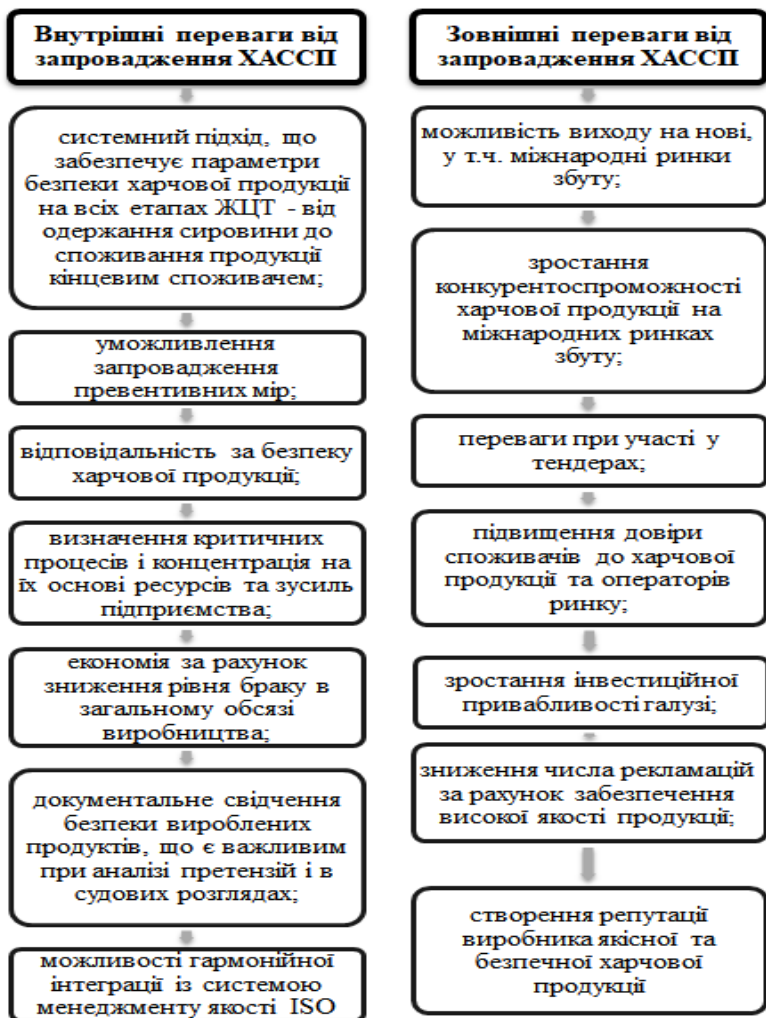 Внутрішні переваги від
запровадження ХАССП
системний підхід, що
забезпечує параметри
безпеки харчової продукції
на всіх етапах ЖЦТ - від
одержання сировини до
споживання продукції
кінцевим споживачем;
уможливлення
запровадження
превентивних мір;
відповідальність за безпеку
харчової продукції;
визначення критичних
процесів і концентрація на
їх основі ресурсів та зусиль
підприємства;
економія за рахунок
зниження рівня браку в
загальному обсязі
виробництва;
документальне свідчення
безпеки вироблених
продуктів, що є важливим
при аналізі претензій і в
судових розглядах;
можливості гармонійної
інтеграції із системою
менеджменту якості ISO
Зовнішні переваги від
запровадження ХАССП
можливість виходу на нові,
у т.ч. міжнародні ринки
збуту;
зростання
конкурентоспроможності
харчової продукції на
міжнародних ринках
збуту;
переваги при участі у
тендерах;
підвищення довіри
споживачів до харчової
продукції та операторів
ринку;
зростання інвестиційної
привабливості галузі;
зниження числа рекламацій
за рахунок забезпечення
високої якості продукції;
створення репутації
виробника якісної та
безпечної харчової
продукції